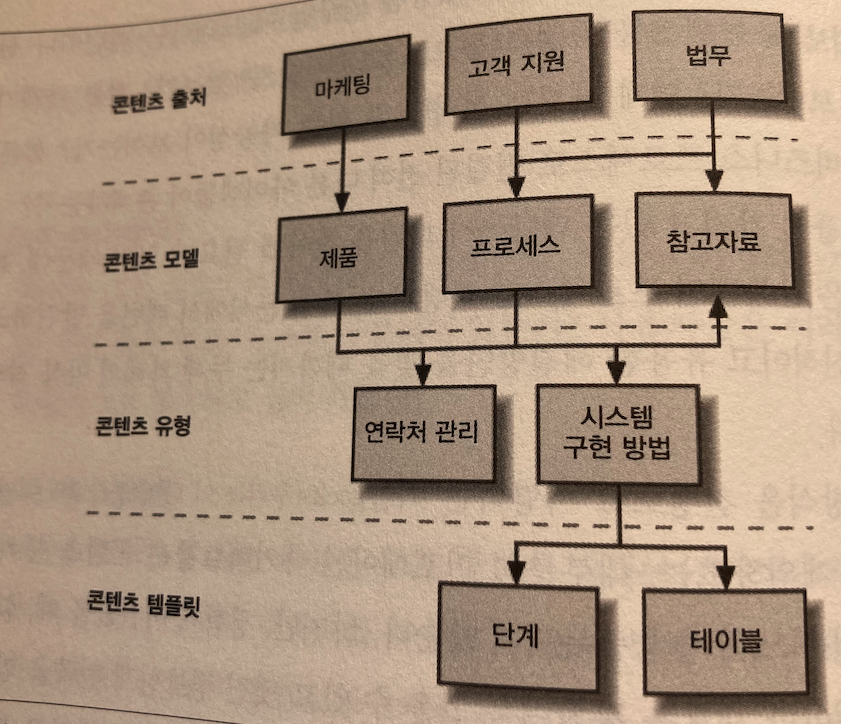 콘텐츠 출처
마케팅
고객 지원
법무
콘텐츠 모델
제품
프로세스
참고자료
콘텐츠 유형
연락처 관리
시스템
구현 방법
콘텐츠 템플릿
단계
테이블